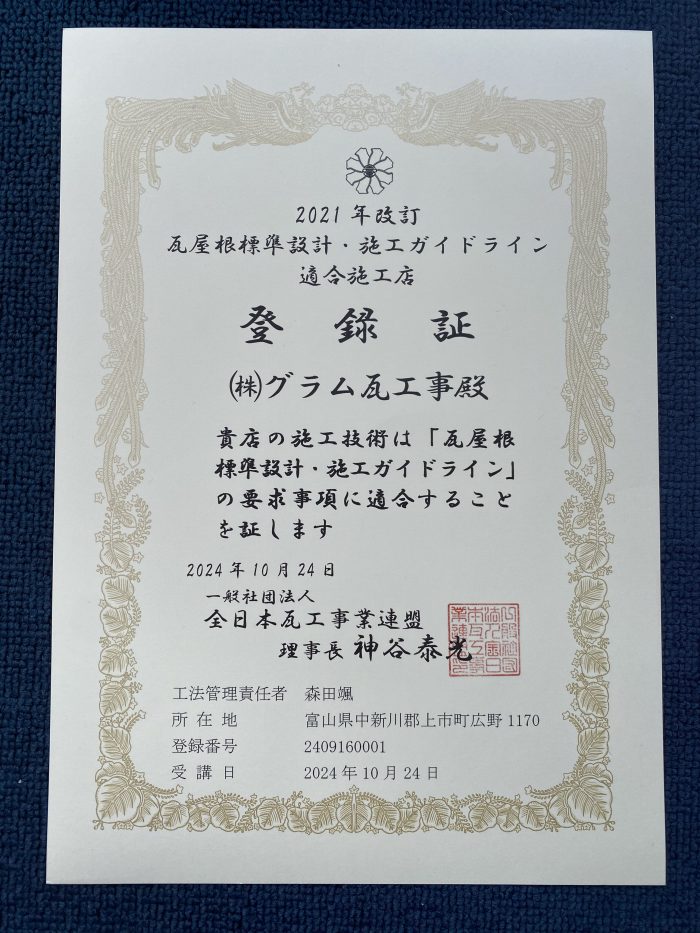 2021 年改訂
瓦屋根標準設計・施工ガイドライン
適合施工店
登 録 証
㈱グラム瓦工事殿
貴店の施工技術は「瓦屋根
標準設計・施工ガイドライン」
の要求事項に適合すること
を証します
2024 年 10 月 24 日
一般社団法人
全日本瓦工事業連盟
理事長 神谷泰光
工法管理責任者 森田颯
所 在 地 富山県中新川郡上市町広野 1170
登録番号 2409160001
受 講 日 2024 年 10 月 24 日